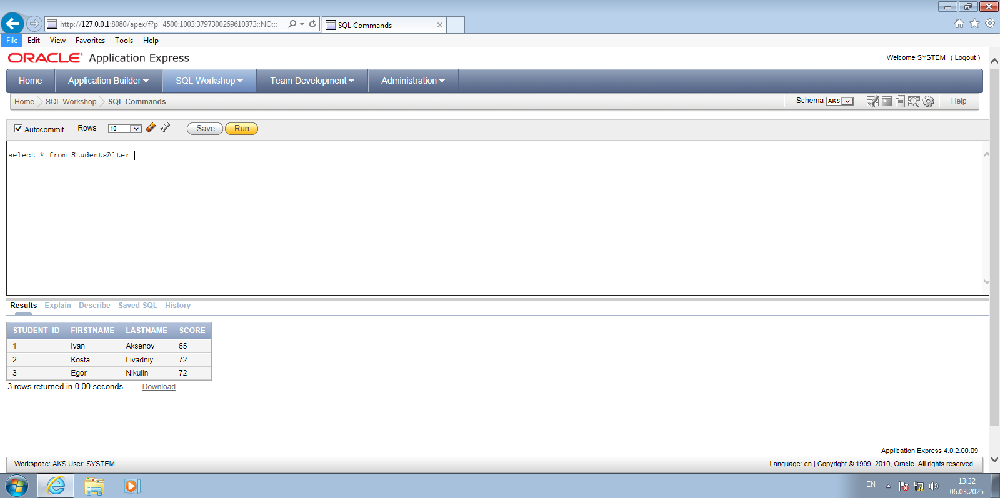 http://127.0.0.1:8080/apex/f?p=4500:1003:3797300269610373::NO:::
SQL Commands
File Edit View Favorites Tools Help
ORACLE Application Express
Welcome SYSTEM ( Logout )
Home Application Builder SQL Workshop Team Development Administration
Home SQL Workshop SQL Commands
Schema AKS Help
Autocommit Rows 10 Save Run
select * from StudentsAlter
Results Explain Describe Saved SQL History
STUDENT_ID FIRSTNAME LASTNAME SCORE
1 Ivan Aksenov 65
2 Kosta Livadniy 72
3 Egor Nikulin 72
3 rows returned in 0.00 seconds Download
Application Express 4.0.2.00.09
Workspace: AKS User: SYSTEM
Language: en | Copyright © 1999, 2010, Oracle. All rights reserved.
EN
13:32
06.03.2025